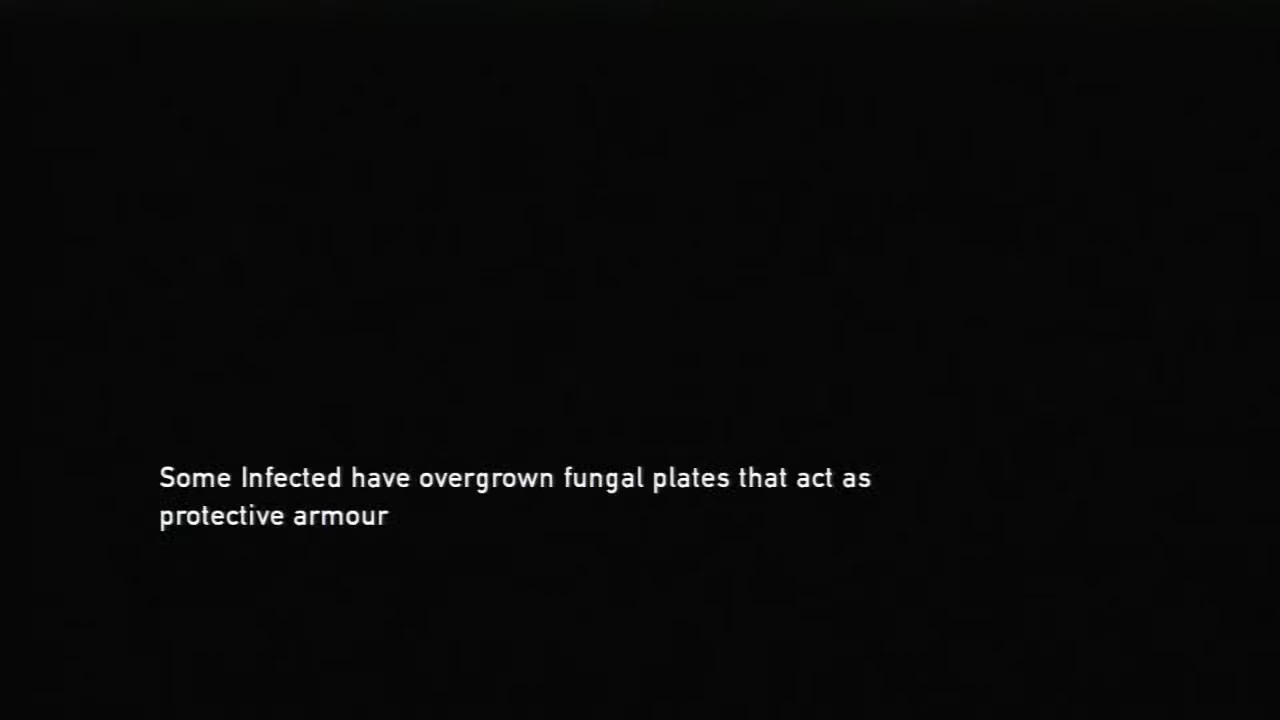 Some Infected have overgrown fungal plates that act as
protective armour